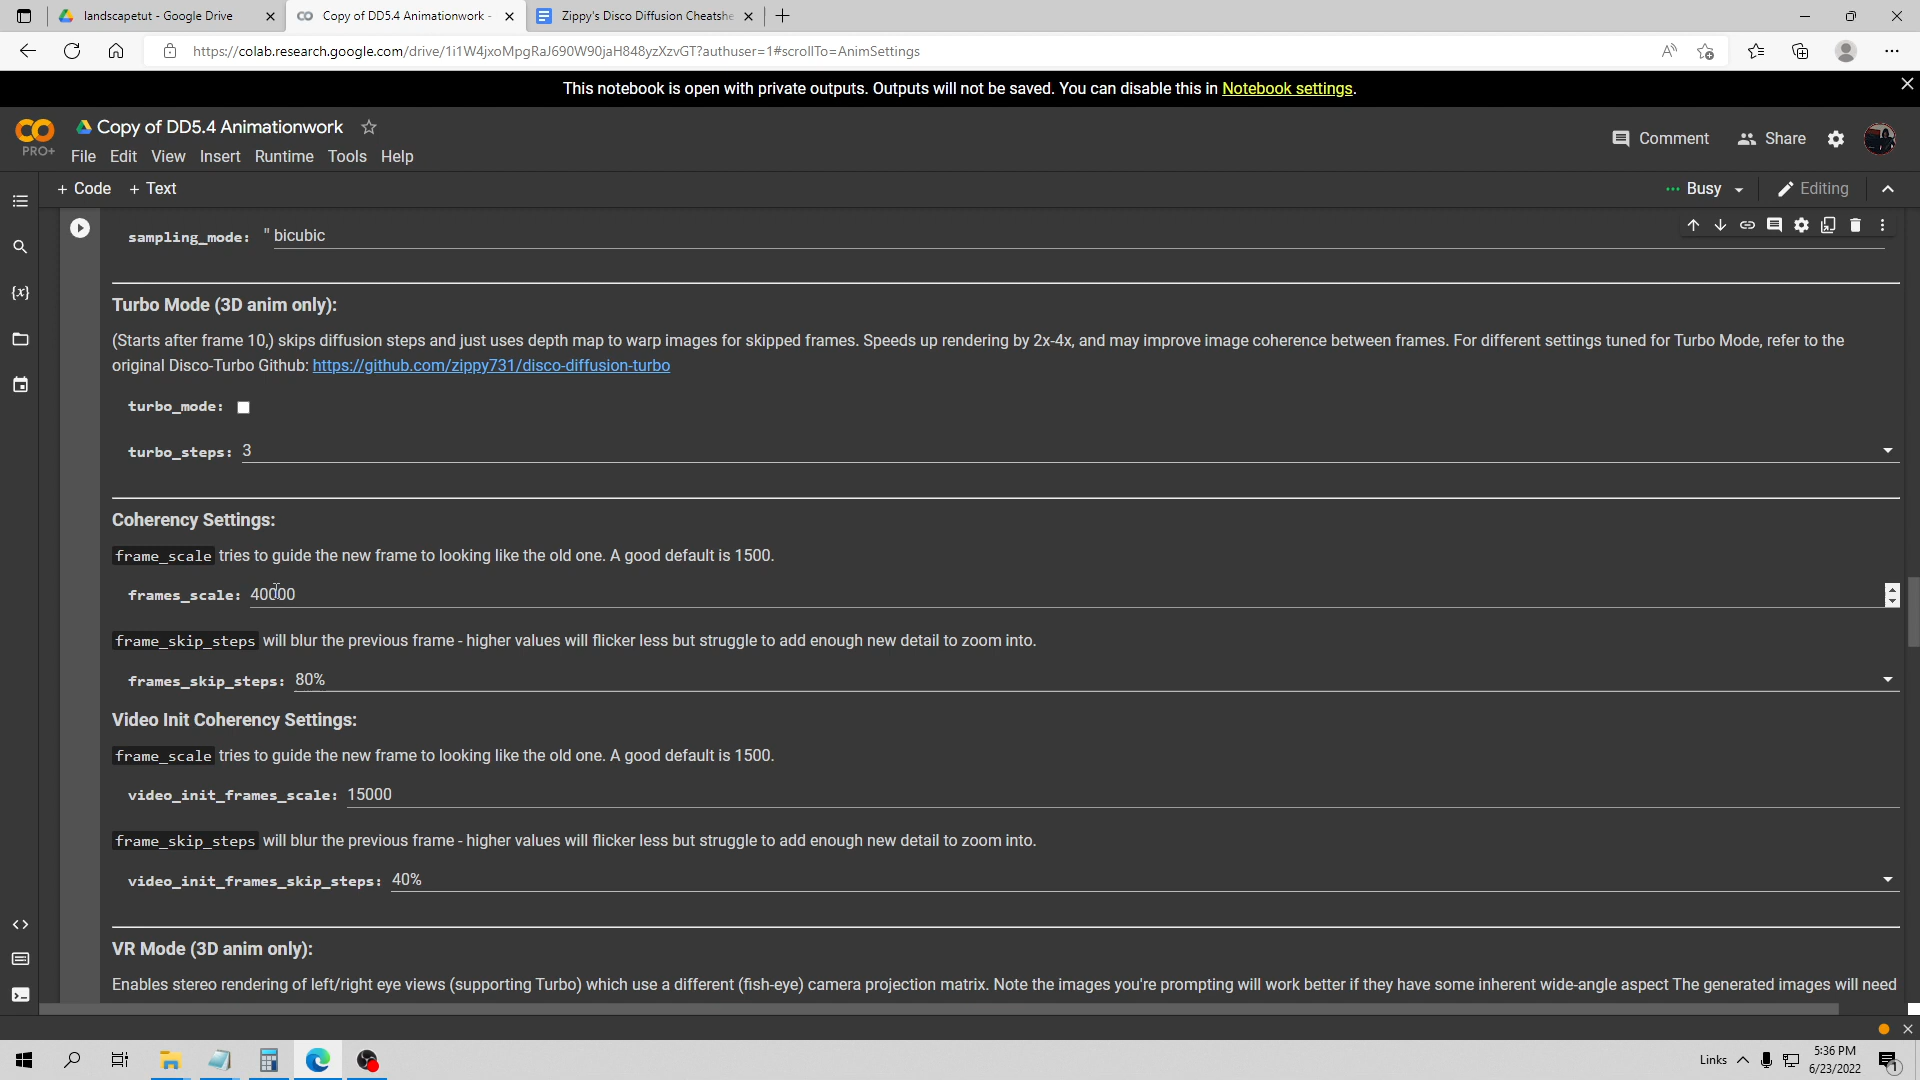 landscapetut - Google Drive
Copy of DD5.4 Animationwork -
Zippy's Disco Diffusion Cheatshe
https://colab.research.google.com/drive/1i1W4jxoMpgRaJ690W90jaH848yzXzvGT?authuser=1#scrollTo=AnimSettings
This notebook is open with private outputs. Outputs will not be saved. You can disable this in Notebook settings.
Copy of DD5.4 Animationwork
PRO+
File Edit View Insert Runtime Tools Help
Comment Share
+ Code + Text
Busy Editing
sampling_mode: " bicubic
Turbo Mode (3D anim only):
(Starts after frame 10,) skips diffusion steps and just uses depth map to warp images for skipped frames. Speeds up rendering by 2x-4x, and may improve image coherence between frames. For different settings tuned for Turbo Mode, refer to the
original Disco-Turbo Github: https://github.com/zippy731/disco-diffusion-turbo
turbo_mode:
turbo_steps: 3
Coherency Settings:
frame_scale tries to guide the new frame to looking like the old one. A good default is 1500.
frames_scale: 40000
frame_skip_steps will blur the previous frame - higher values will flicker less but struggle to add enough new detail to zoom into.
frames_skip_steps: 80%
Video Init Coherency Settings:
frame_scale tries to guide the new frame to looking like the old one. A good default is 1500.
video_init_frames_scale: 15000
frame_skip_steps will blur the previous frame - higher values will flicker less but struggle to add enough new detail to zoom into.
video_init_frames_skip_steps: 40%
VR Mode (3D anim only):
Enables stereo rendering of left/right eye views (supporting Turbo) which use a different (fish-eye) camera projection matrix. Note the images you're prompting will work better if they have some inherent wide-angle aspect The generated images will need
Links
5:36 PM
6/23/2022
1